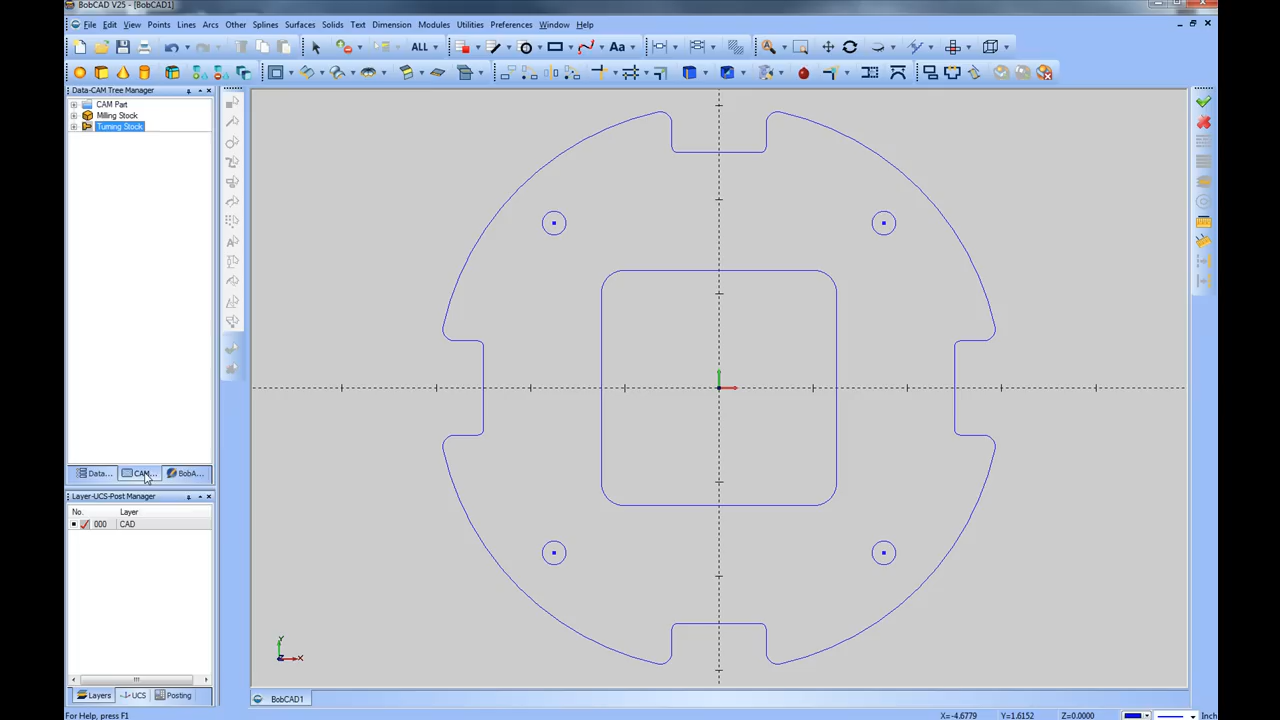 BobCAD V25 - [BobCAD1]
File Edit View Points Lines Arcs Other Splines Surfaces Solids Text Dimension Modules Utilities Preferences Window Help
ALL
Aa
Data-CAM Tree Manager
CAM Part
Milling Stock
Turning Stock
Data... CAM... BobA...
Layer-UCS-Post Manager
No. Layer
000 CAD
Layers UCS Posting
Y
X
BobCAD1
For Help, press F1
X=-4.6779 Y=1.6152 Z=0.0000 Inch